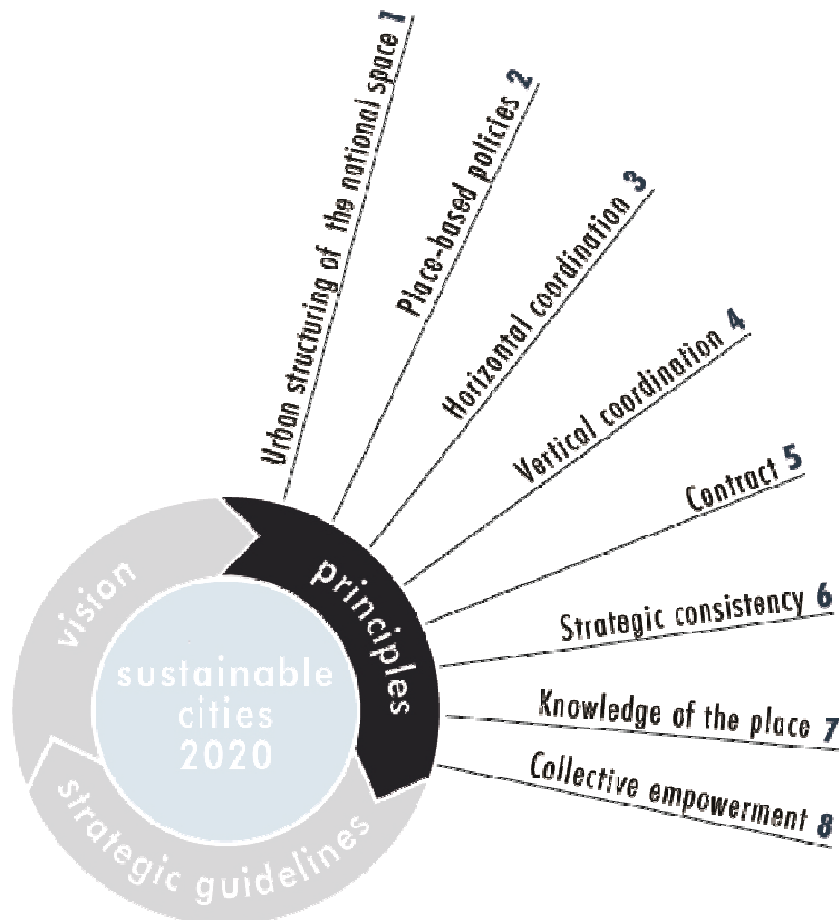 Urban structuring of the national space 1
Place-based policies 2
Horizontal coordination 3
Vertical coordination 4
Contract 5
Strategic consistency 6
Knowledge of the place 7
Collective empowerment 8
vision
principles
strategic guidelines
sustainable
cities
2020